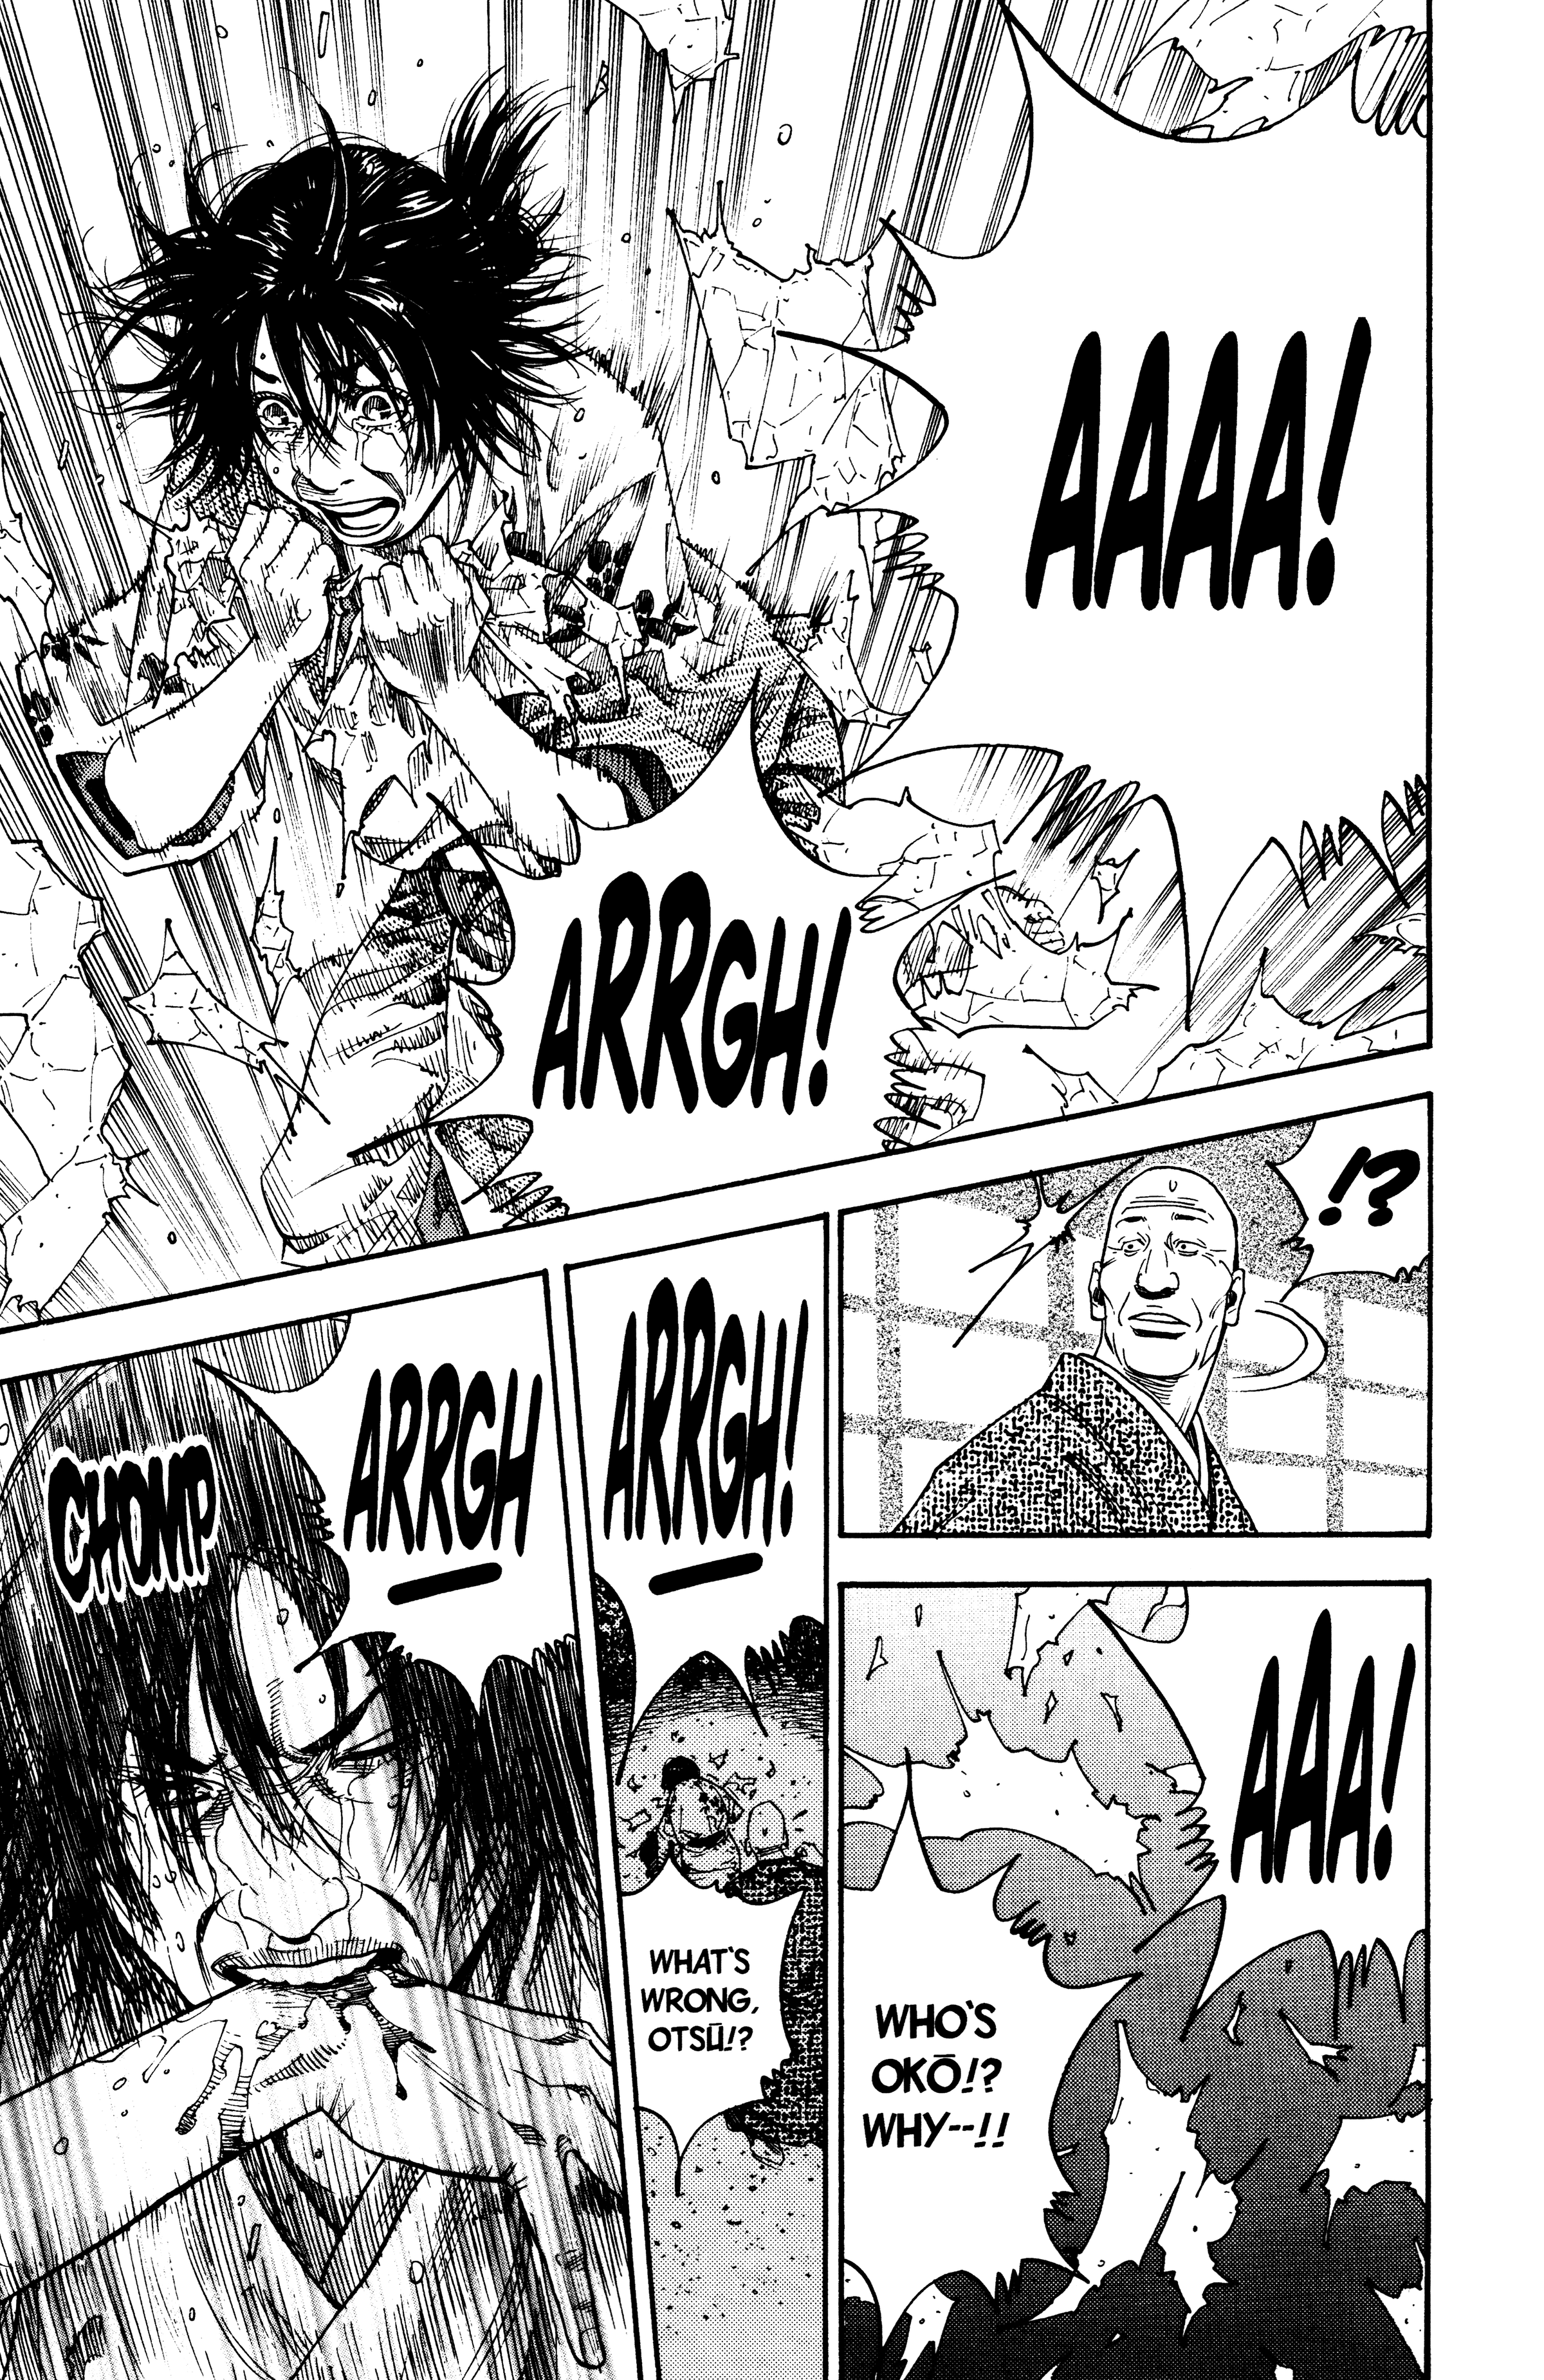 AAAA!
ARRGH!
!?
AAA!
WHO'S
OKŌ!?
WHY--!!
ARRGH!
WHAT'S
WRONG,
OTSŪ!?
ARRGH
CHOMP